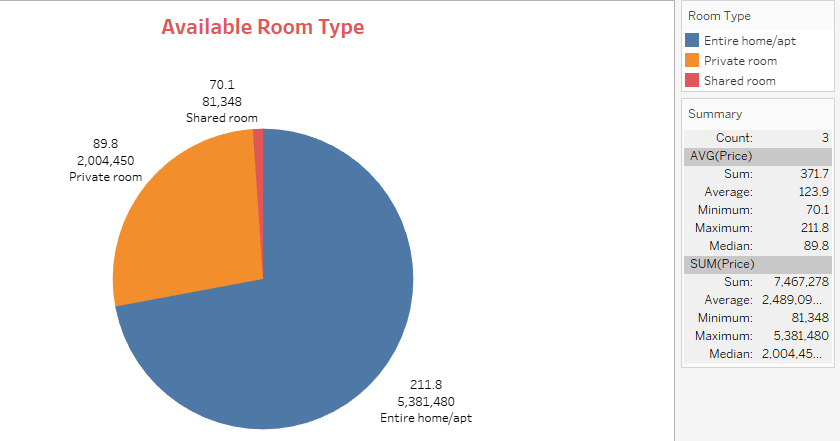 Available Room Type
70.1
81,348
Shared room
89.8
2,004,450
Private room
211.8
5,381,480
Entire home/apt
Room Type
Entire home/apt
Private room
Shared room
Summary
Count: 3
AVG(Price)
Sum: 371.7
Average: 123.9
Minimum: 70.1
Maximum: 211.8
Median: 89.8
SUM(Price)
Sum: 7,467,278
Average: 2,489,09...
Minimum: 81,348
Maximum: 5,381,480
Median: 2,004,45...